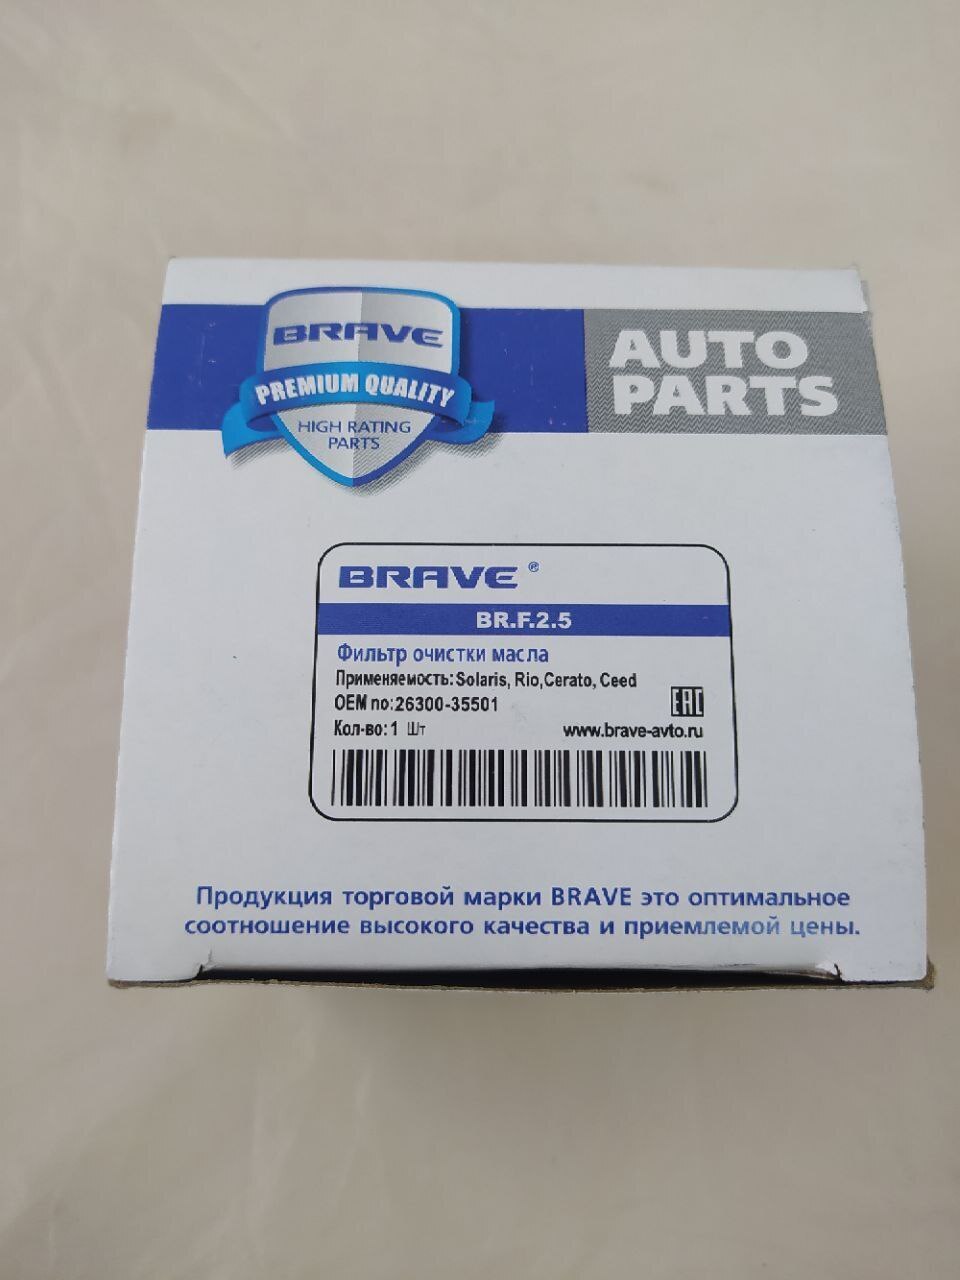 BRAVE
PREMIUM QUALITY
HIGH RATING
PARTS
AUTO
PARTS
BRAVE ®
BR.F.2.5
Фильтр очистки масла
Применяемость: Solaris, Rio,Cerato, Ceed
OEM no: 26300-35501
EAC
Кол-во: 1 Шт
www.brave-avto.ru
Продукция торговой марки BRAVE это оптимальное
соотношение высокого качества и приемлемой цены.